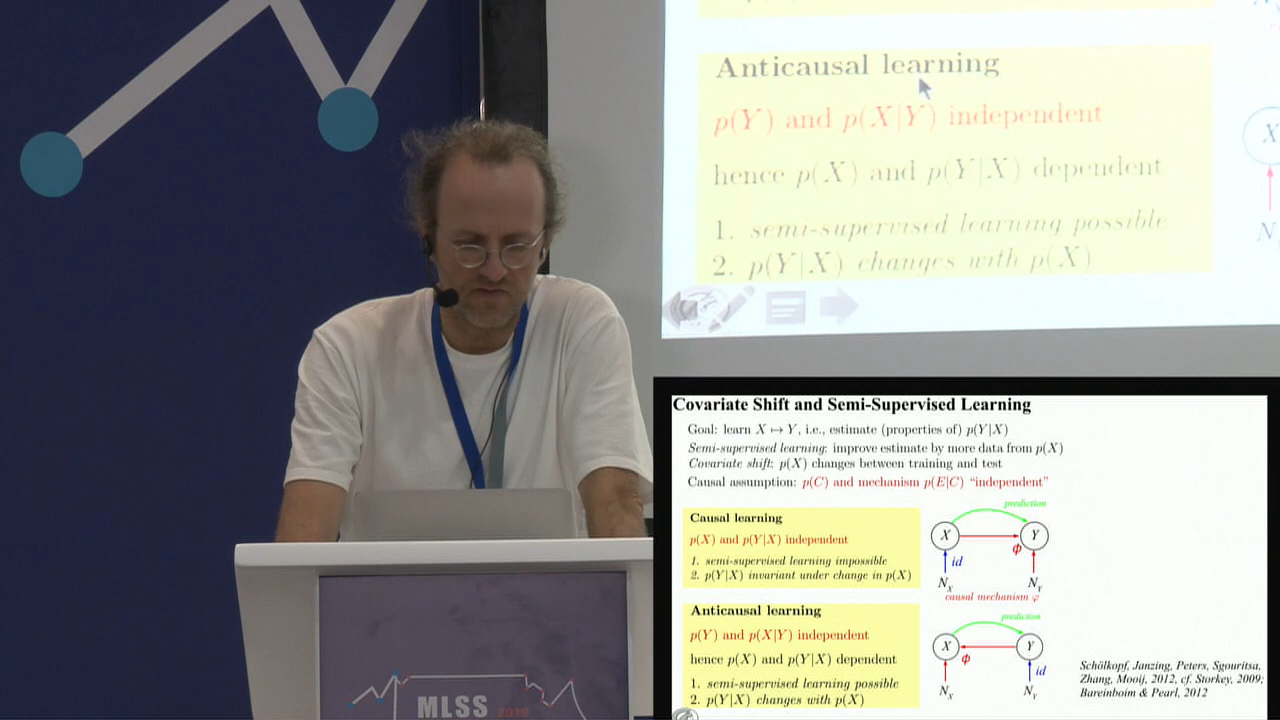 Anticausal learning
p(Y) and p(X|Y) independent
hence p(X) and p(Y|X) dependent
1. semi-supervised learning possible
2. p(Y|X) changes with p(X)
X
N
MLSS 2019
Covariate Shift and Semi-Supervised Learning
Goal: learn X ↦ Y, i.e., estimate (properties of) p(Y|X)
Semi-supervised learning: improve estimate by more data from p(X)
Covariate shift: p(X) changes between training and test
Causal assumption: p(C) and mechanism p(E|C) "independent"
Causal learning
p(X) and p(Y|X) independent
1. semi-supervised learning impossible
2. p(Y|X) invariant under change in p(X)
prediction
X
Y
φ
id
N_X
N_Y
causal mechanism φ
Anticausal learning
p(Y) and p(X|Y) independent
hence p(X) and p(Y|X) dependent
1. semi-supervised learning possible
2. p(Y|X) changes with p(X)
prediction
X
Y
φ
id
N_X
N_Y
Schölkopf, Janzing, Peters, Sgouritsa,
Zhang, Mooij, 2012, cf. Storkey, 2009;
Bareinboim & Pearl, 2012